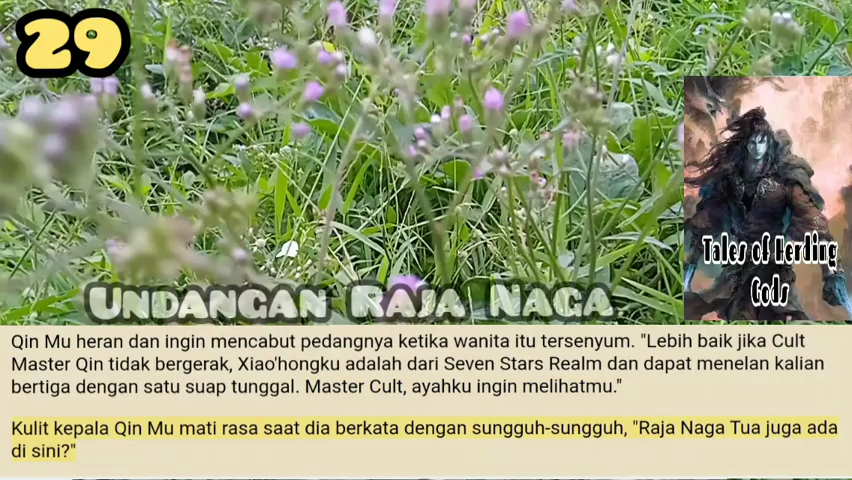 29
Tales of Herding
Gods
Undangan Raja Naga
Qin Mu heran dan ingin mencabut pedangnya ketika wanita itu tersenyum. "Lebih baik jika Cult
Master Qin tidak bergerak, Xiao'hongku adalah dari Seven Stars Realm dan dapat menelan kalian
bertiga dengan satu suap tunggal. Master Cult, ayahku ingin melihatmu."
Kulit kepala Qin Mu mati rasa saat dia berkata dengan sungguh-sungguh, "Raja Naga Tua juga ada
di sini?"